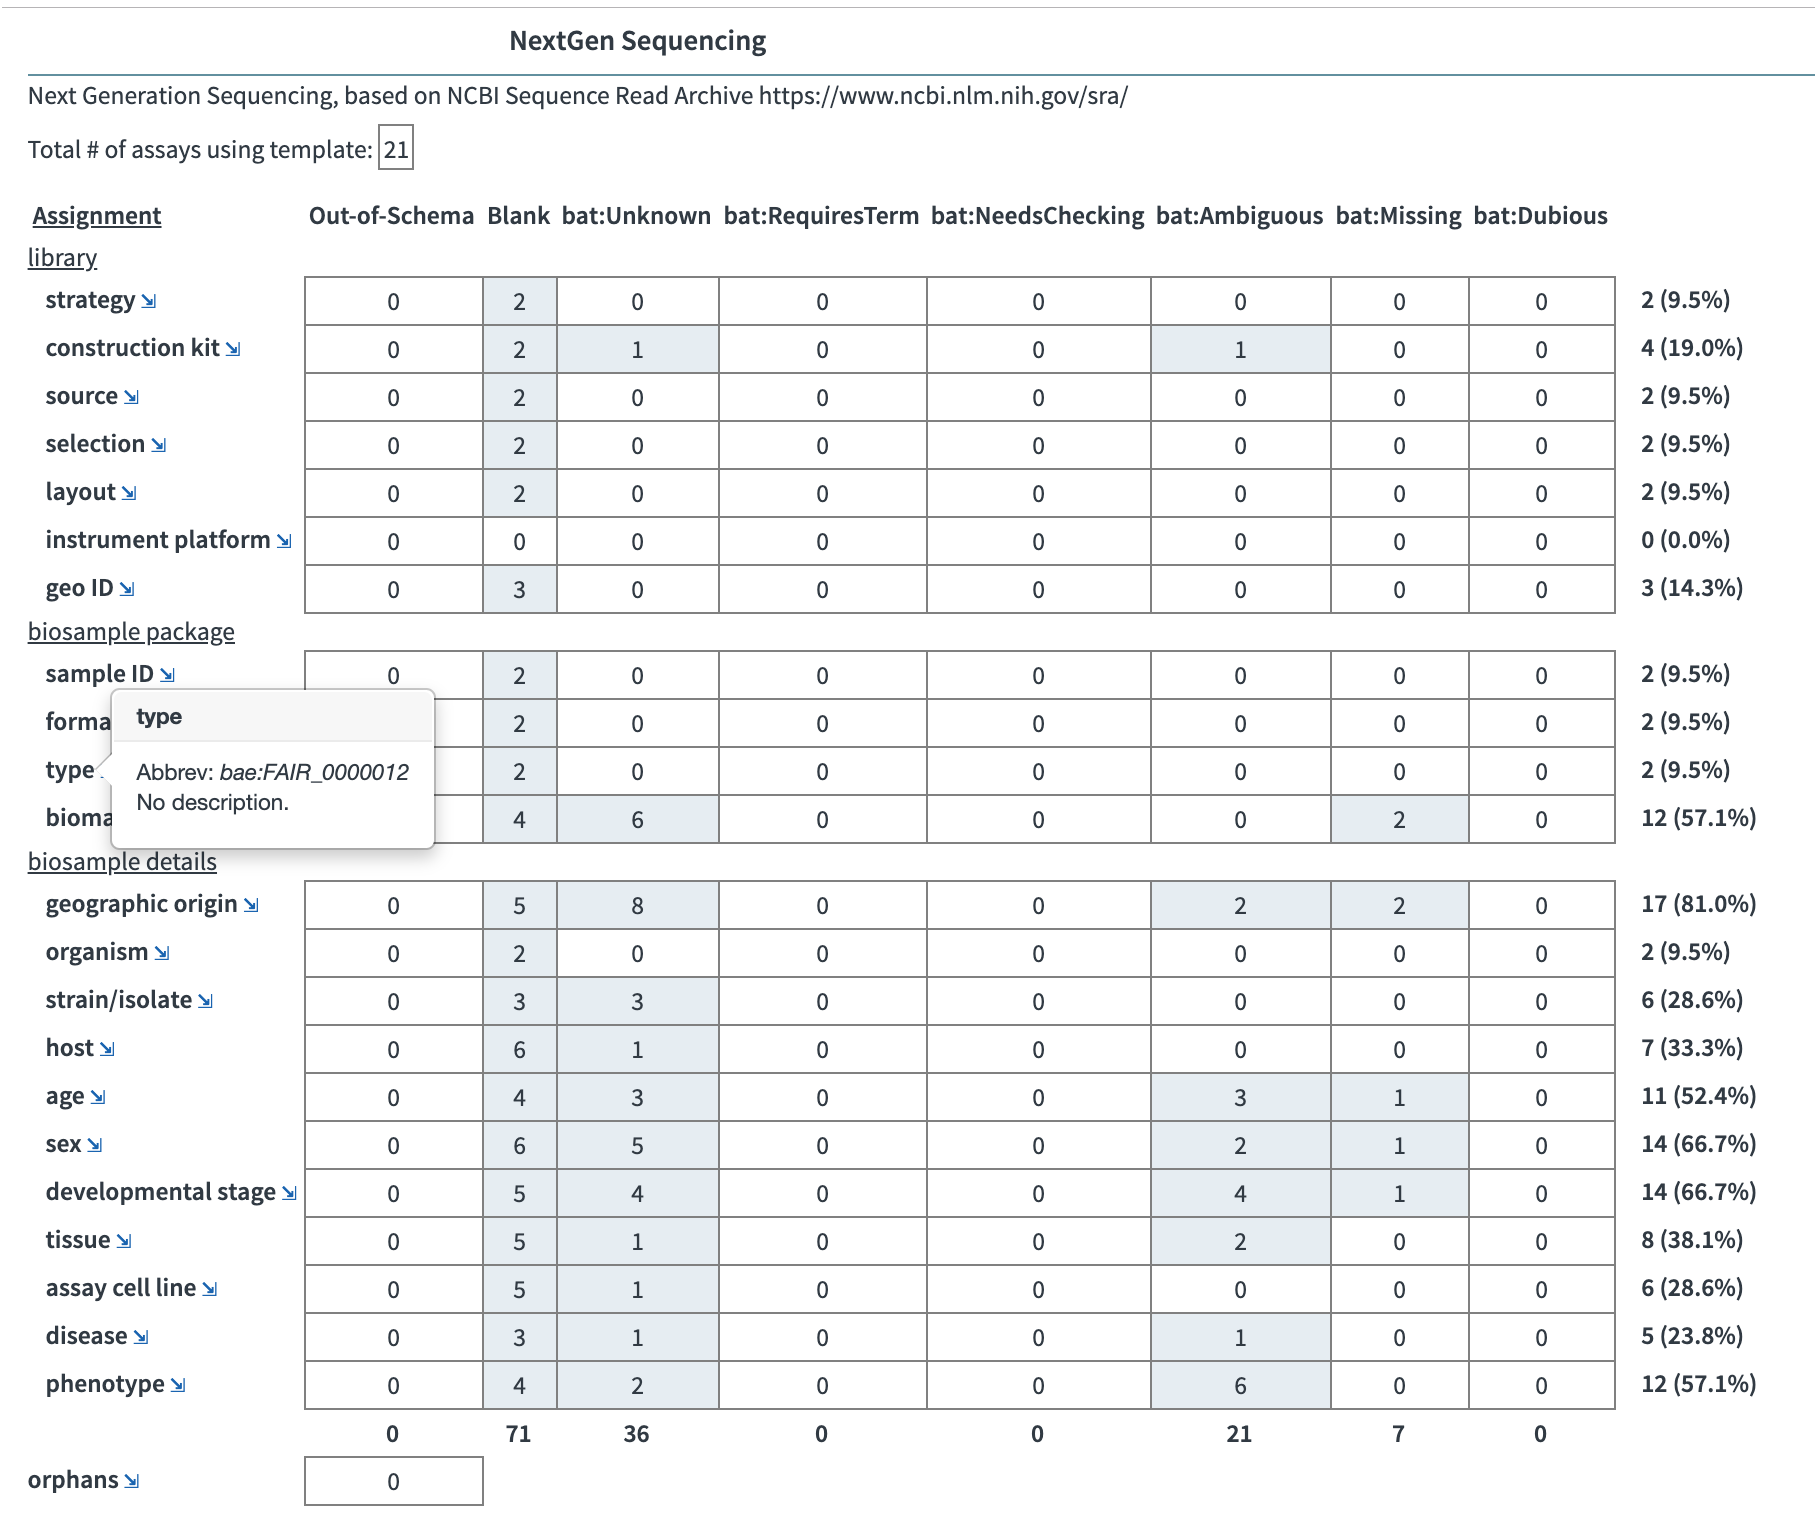 NextGen Sequencing
Next Generation Sequencing, based on NCBI Sequence Read Archive https://www.ncbi.nlm.nih.gov/sra/
Total # of assays using template: 21
Assignment Out-of-Schema Blank bat:Unknown bat:RequiresTerm bat:NeedsChecking bat:Ambiguous bat:Missing bat:Dubious
library
strategy 0 2 0 0 0 0 0 0 2 (9.5%)
construction kit 0 2 1 0 0 1 0 0 4 (19.0%)
source 0 2 0 0 0 0 0 0 2 (9.5%)
selection 0 2 0 0 0 0 0 0 2 (9.5%)
layout 0 2 0 0 0 0 0 0 2 (9.5%)
instrument platform 0 0 0 0 0 0 0 0 0 (0.0%)
geo ID 0 3 0 0 0 0 0 0 3 (14.3%)
biosample package
sample ID 0 2 0 0 0 0 0 0 2 (9.5%)
forma 2 0 0 0 0 0 0 2 (9.5%)
type 2 0 0 0 0 0 0 2 (9.5%)
bioma 4 6 0 0 0 2 0 12 (57.1%)
type
Abbrev: bae:FAIR_0000012
No description.
biosample details
geographic origin 0 5 8 0 0 2 2 0 17 (81.0%)
organism 0 2 0 0 0 0 0 0 2 (9.5%)
strain/isolate 0 3 3 0 0 0 0 0 6 (28.6%)
host 0 6 1 0 0 0 0 0 7 (33.3%)
age 0 4 3 0 0 3 1 0 11 (52.4%)
sex 0 6 5 0 0 2 1 0 14 (66.7%)
developmental stage 0 5 4 0 0 4 1 0 14 (66.7%)
tissue 0 5 1 0 0 2 0 0 8 (38.1%)
assay cell line 0 5 1 0 0 0 0 0 6 (28.6%)
disease 0 3 1 0 0 1 0 0 5 (23.8%)
phenotype 0 4 2 0 0 6 0 0 12 (57.1%)
0 71 36 0 0 21 7 0
orphans 0